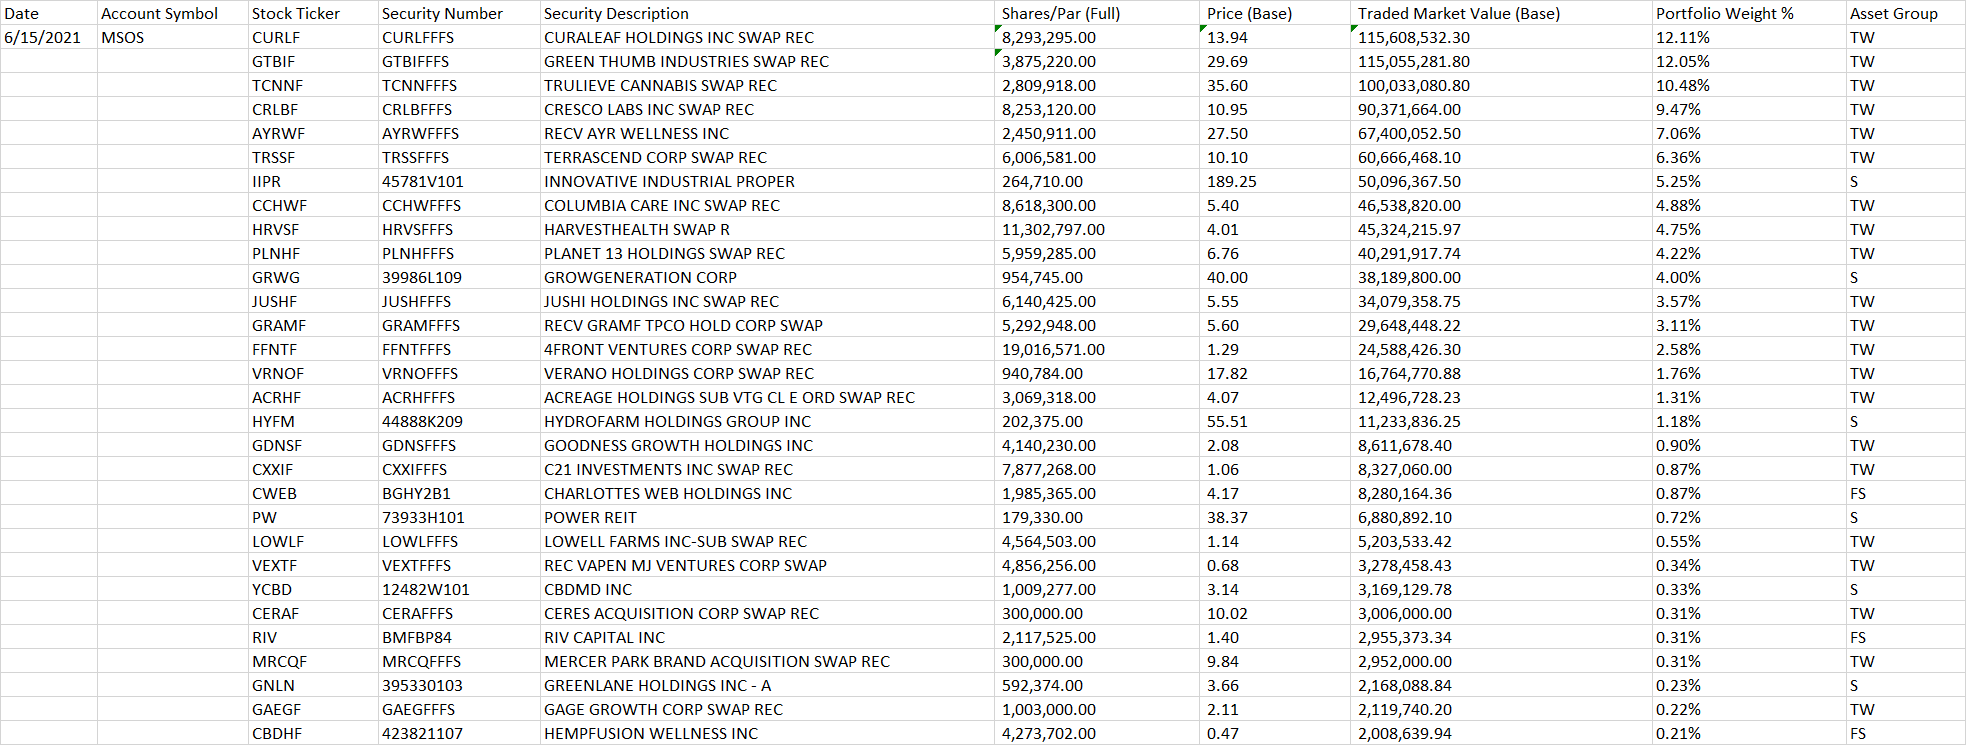 Date Account Symbol Stock Ticker Security Number Security Description Shares/Par (Full) Price (Base) Traded Market Value (Base) Portfolio Weight % Asset Group
6/15/2021 MSOS CURLF CURLFFFS CURALEAF HOLDINGS INC SWAP REC 8,293,295.00 13.94 115,608,532.30 12.11% TW
GTBIF GTBIFFFS GREEN THUMB INDUSTRIES SWAP REC 3,875,220.00 29.69 115,055,281.80 12.05% TW
TCNNF TCNNFFFS TRULIEVE CANNABIS SWAP REC 2,809,918.00 35.60 100,033,080.80 10.48% TW
CRLBF CRLBFFFS CRESCO LABS INC SWAP REC 8,253,120.00 10.95 90,371,664.00 9.47% TW
AYRWF AYRWFFFS RECV AYR WELLNESS INC 2,450,911.00 27.50 67,400,052.50 7.06% TW
TRSSF TRSSFFFS TERRASCEND CORP SWAP REC 6,006,581.00 10.10 60,666,468.10 6.36% TW
IIPR 45781V101 INNOVATIVE INDUSTRIAL PROPER 264,710.00 189.25 50,096,367.50 5.25% S
CCHWF CCHWFFFS COLUMBIA CARE INC SWAP REC 8,618,300.00 5.40 46,538,820.00 4.88% TW
HRVSF HRVSFFFS HARVESTHEALTH SWAP R 11,302,797.00 4.01 45,324,215.97 4.75% TW
PLNHF PLNHFFFS PLANET 13 HOLDINGS SWAP REC 5,959,285.00 6.76 40,291,917.74 4.22% TW
GRWG 39986L109 GROWGENERATION CORP 954,745.00 40.00 38,189,800.00 4.00% S
JUSHF JUSHFFFS JUSHI HOLDINGS INC SWAP REC 6,140,425.00 5.55 34,079,358.75 3.57% TW
GRAMF GRAMFFFS RECV GRAMF TPCO HOLD CORP SWAP 5,292,948.00 5.60 29,648,448.22 3.11% TW
FFNTF FFNTFFFS 4FRONT VENTURES CORP SWAP REC 19,016,571.00 1.29 24,588,426.30 2.58% TW
VRNOF VRNOFFFS VERANO HOLDINGS CORP SWAP REC 940,784.00 17.82 16,764,770.88 1.76% TW
ACRHF ACRHFFFS ACREAGE HOLDINGS SUB VTG CL E ORD SWAP REC 3,069,318.00 4.07 12,496,728.23 1.31% TW
HYFM 44888K209 HYDROFARM HOLDINGS GROUP INC 202,375.00 55.51 11,233,836.25 1.18% S
GDNSF GDNSFFFS GOODNESS GROWTH HOLDINGS INC 4,140,230.00 2.08 8,611,678.40 0.90% TW
CXXIF CXXIFFFS C21 INVESTMENTS INC SWAP REC 7,877,268.00 1.06 8,327,060.00 0.87% TW
CWEB BGHY2B1 CHARLOTTES WEB HOLDINGS INC 1,985,365.00 4.17 8,280,164.36 0.87% FS
PW 73933H101 POWER REIT 179,330.00 38.37 6,880,892.10 0.72% S
LOWLF LOWLFFFS LOWELL FARMS INC-SUB SWAP REC 4,564,503.00 1.14 5,203,533.42 0.55% TW
VEXTF VEXTFFFS REC VAPEN MJ VENTURES CORP SWAP 4,856,256.00 0.68 3,278,458.43 0.34% TW
YCBD 12482W101 CBDMD INC 1,009,277.00 3.14 3,169,129.78 0.33% S
CERAF CERAFFFS CERES ACQUISITION CORP SWAP REC 300,000.00 10.02 3,006,000.00 0.31% TW
RIV BMFBP84 RIV CAPITAL INC 2,117,525.00 1.40 2,955,373.34 0.31% FS
MRCQF MRCQFFFS MERCER PARK BRAND ACQUISITION SWAP REC 300,000.00 9.84 2,952,000.00 0.31% TW
GNLN 395330103 GREENLANE HOLDINGS INC - A 592,374.00 3.66 2,168,088.84 0.23% S
GAEGF GAEGFFFS GAGE GROWTH CORP SWAP REC 1,003,000.00 2.11 2,119,740.20 0.22% TW
CBDHF 423821107 HEMPFUSION WELLNESS INC 4,273,702.00 0.47 2,008,639.94 0.21% FS